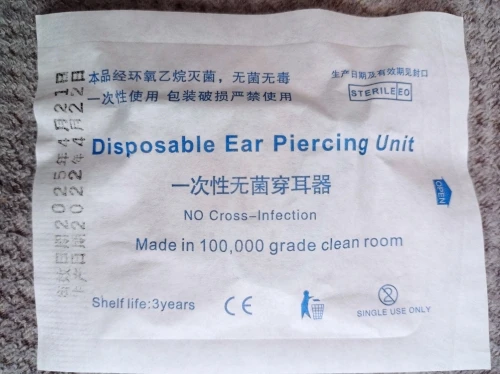 本品经环氧乙烷灭菌，无菌无毒
一次性使用 包装破损严禁使用
生产日期及有效期见封口
STERILE EO
Disposable Ear Piercing Unit
一次性无菌穿耳器
NO Cross-Infection
Made in 100,000 grade clean room
OPEN
Shelf life:3years
CE
SINGLE USE ONLY
2
失效日期2025年4月21日
生产日期2022年4月22日